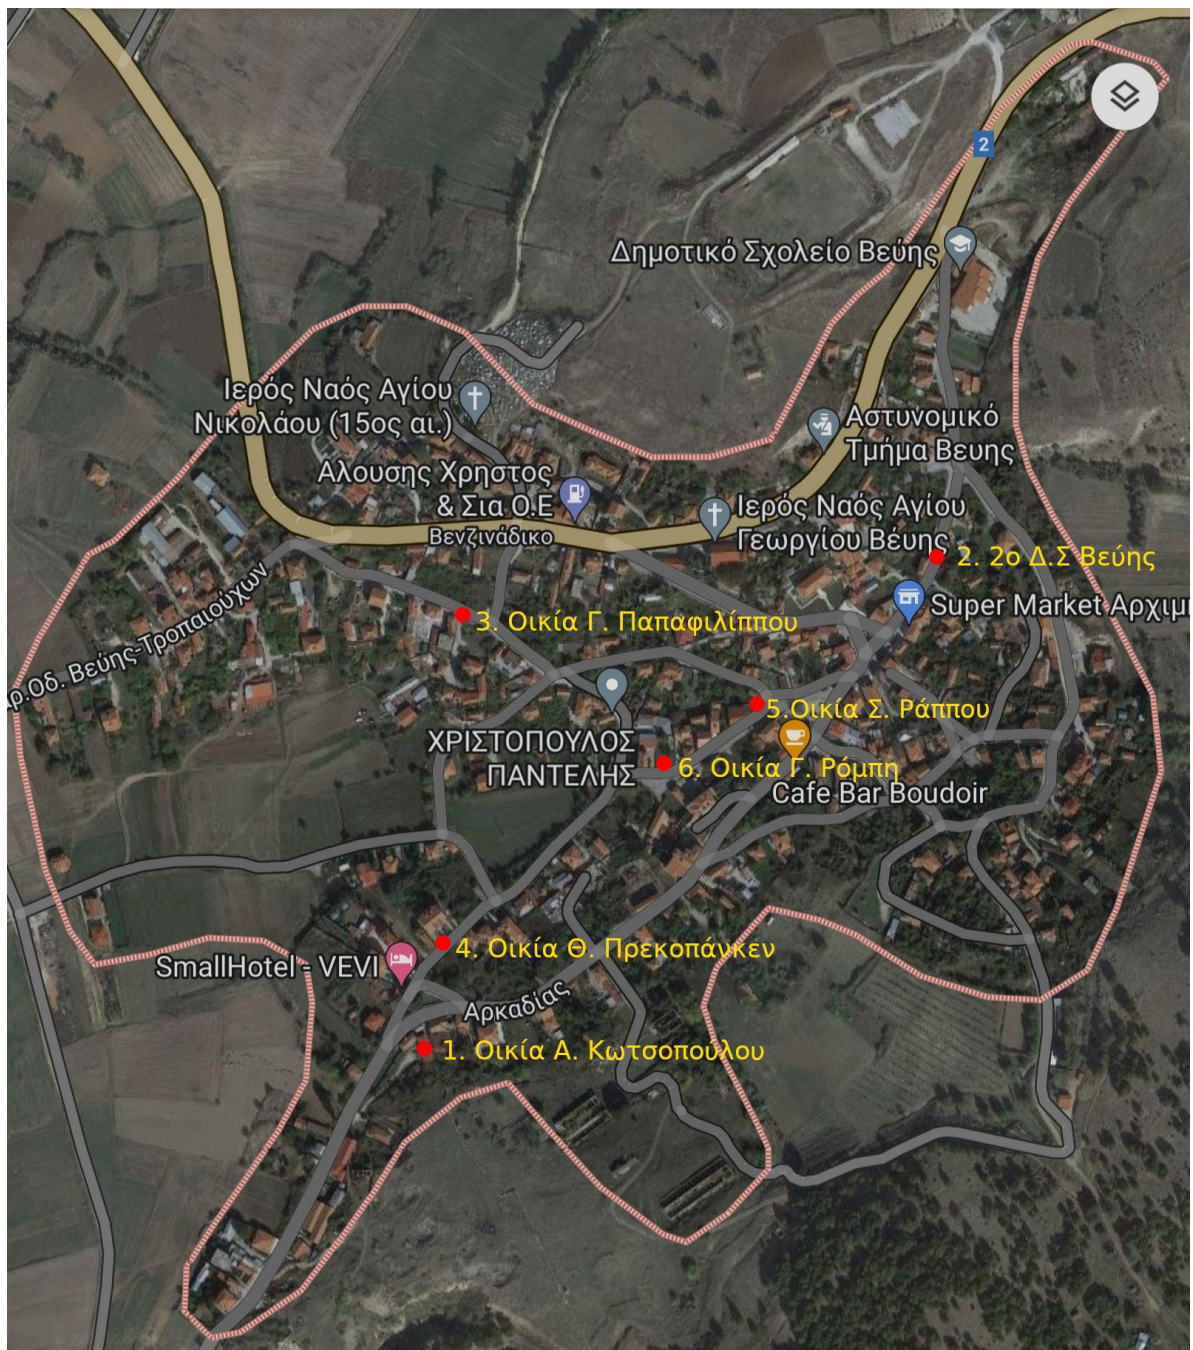 2
Δημοτικό Σχολείο Βεύης
Ιερός Ναός Αγίου
Νικολάου (15ος αι.)
Αστυνομικό
Τμήμα Βευης
Αλουσης Χρηστος
& Σια Ο.Ε
Βενζινάδικο
Ιερός Ναός Αγίου
Γεωργίου Βέυης
2. 2ο Δ.Σ Βεύης
Super Market Αρχιμ
3. Οικία Γ. Παπαφιλίππου
ρ.Οδ. Βεύης-Τροπαιούχων
5.Οικία Σ. Ράππου
ΧΡΙΣΤΟΠΟΥΛΟΣ
ΠΑΝΤΕΛΗΣ
6. Οικία Γ. Ρόμπη
Cafe Bar Boudoir
4. Οικία Θ. Πρεκοπάνκεν
SmallHotel - VEVI
Αρκαδίας
1. Οικία Α. Κωτσοπούλου